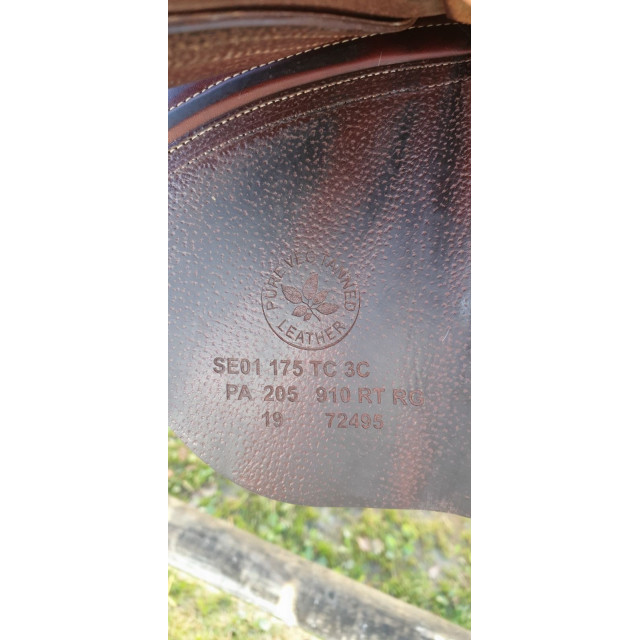 PURE VEG TANNED
LEATHER
SE01 175 TC 3C
PA 205 910 RT RG
19 72495